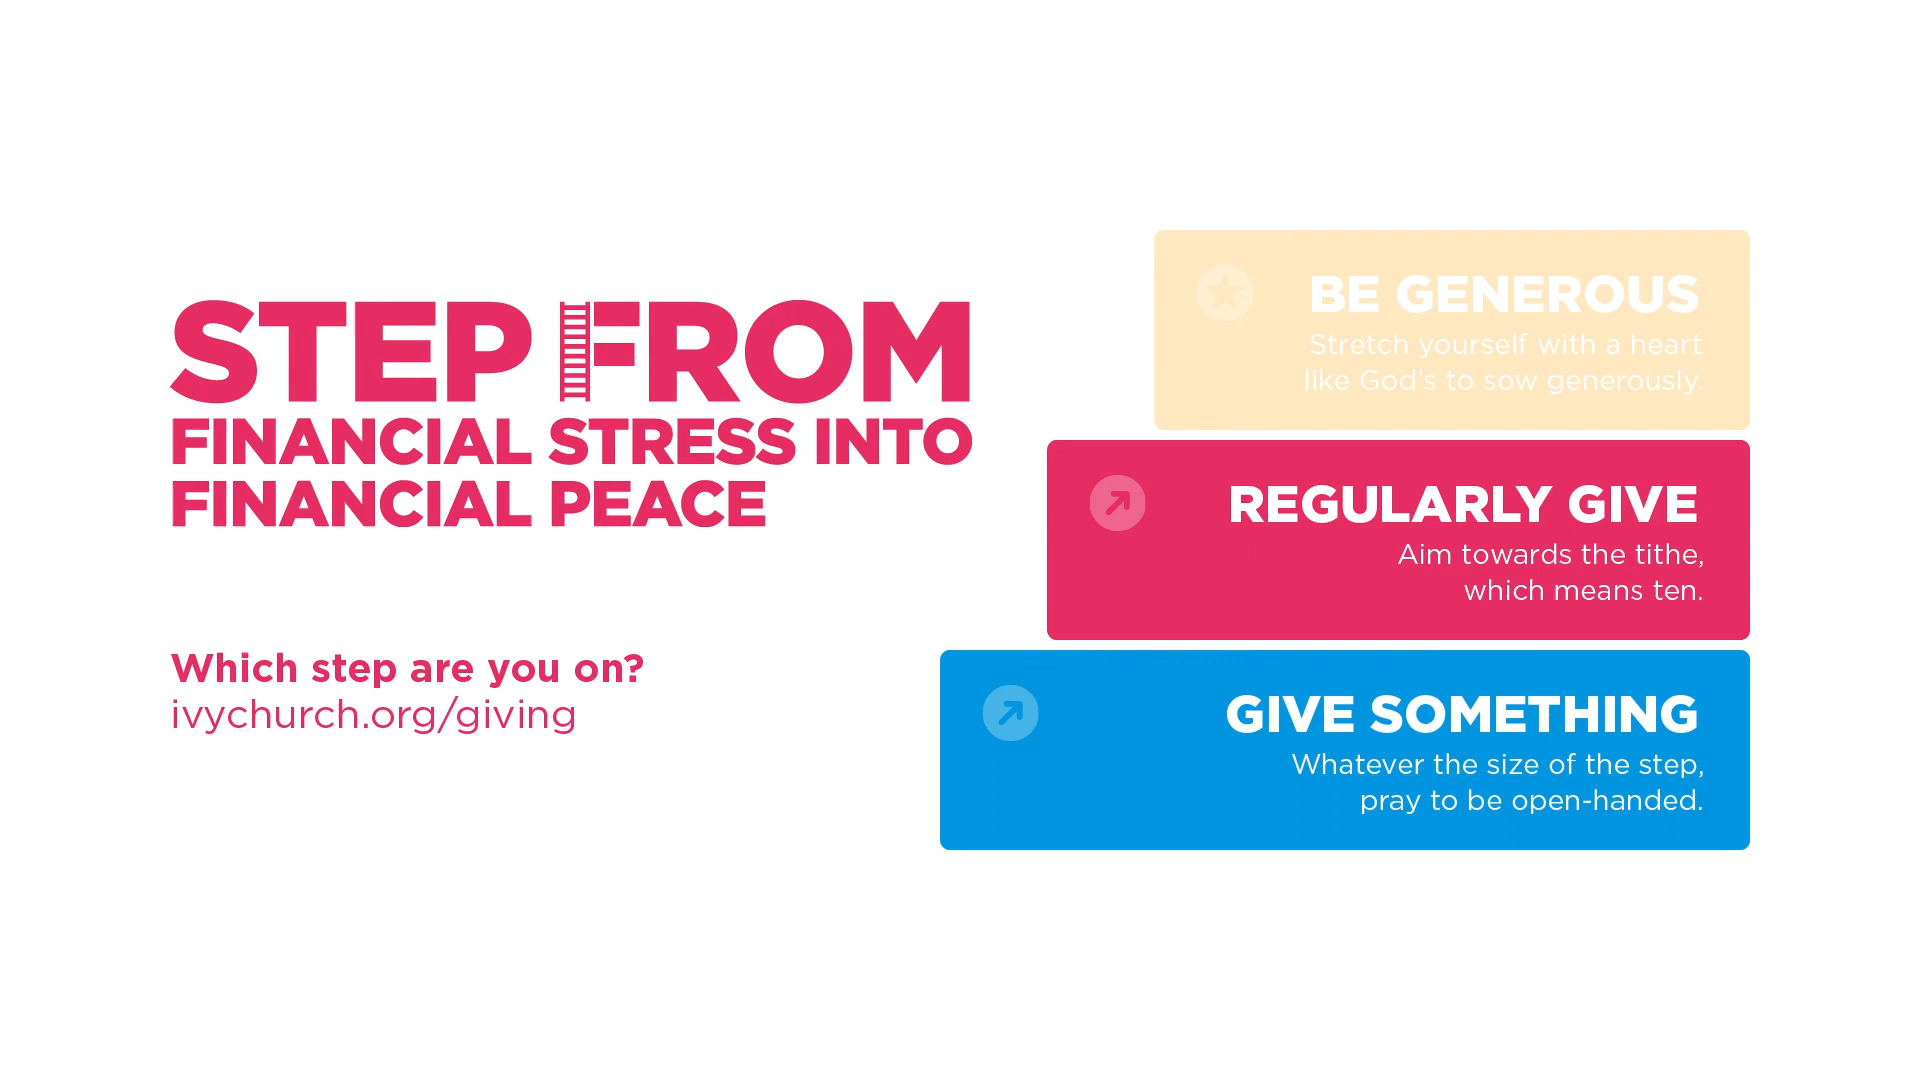 STEP FROM
FINANCIAL STRESS INTO
FINANCIAL PEACE
Which step are you on?
ivychurch.org/giving
BE GENEROUS
Stretch yourself with a heart
like God's to sow generously.
REGULARLY GIVE
Aim towards the tithe,
which means ten.
GIVE SOMETHING
Whatever the size of the step,
pray to be open-handed.